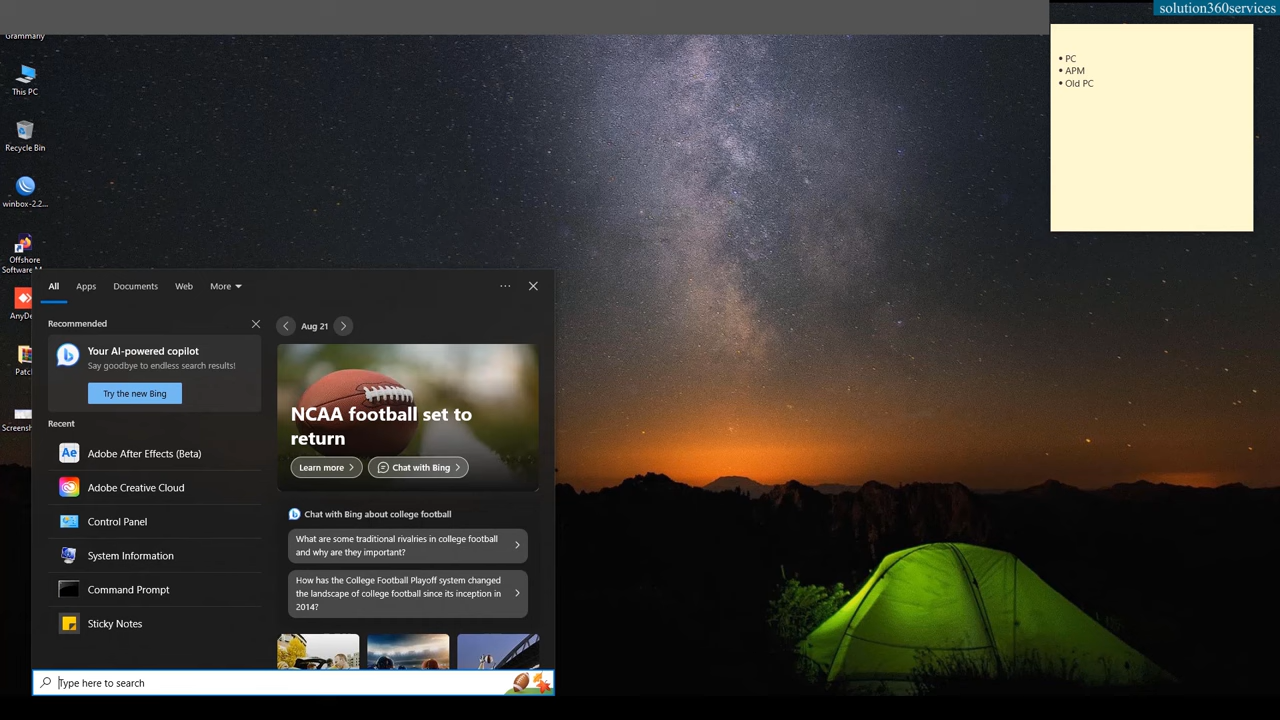 solution360services
Grammarly
This PC
Recycle Bin
winbox-2.2...
Offshore
Software M...
AnyDe
Patc
Screensh
• PC
• APM
• Old PC
All
Apps
Documents
Web
More
Recommended
Your AI-powered copilot
Say goodbye to endless search results!
Try the new Bing
Recent
Adobe After Effects (Beta)
Adobe Creative Cloud
Control Panel
System Information
Command Prompt
Sticky Notes
Aug 21
NCAA football set to
return
Learn more
Chat with Bing
Chat with Bing about college football
What are some traditional rivalries in college football
and why are they important?
How has the College Football Playoff system changed
the landscape of college football since its inception in
2014?
Type here to search